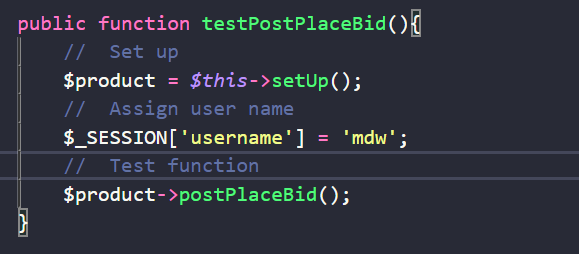 public function testPostPlaceBid(){
//  Set up
$product = $this->setUp();
//  Assign user name
$_SESSION['username'] = 'mdw';
//  Test function
$product->postPlaceBid();
}